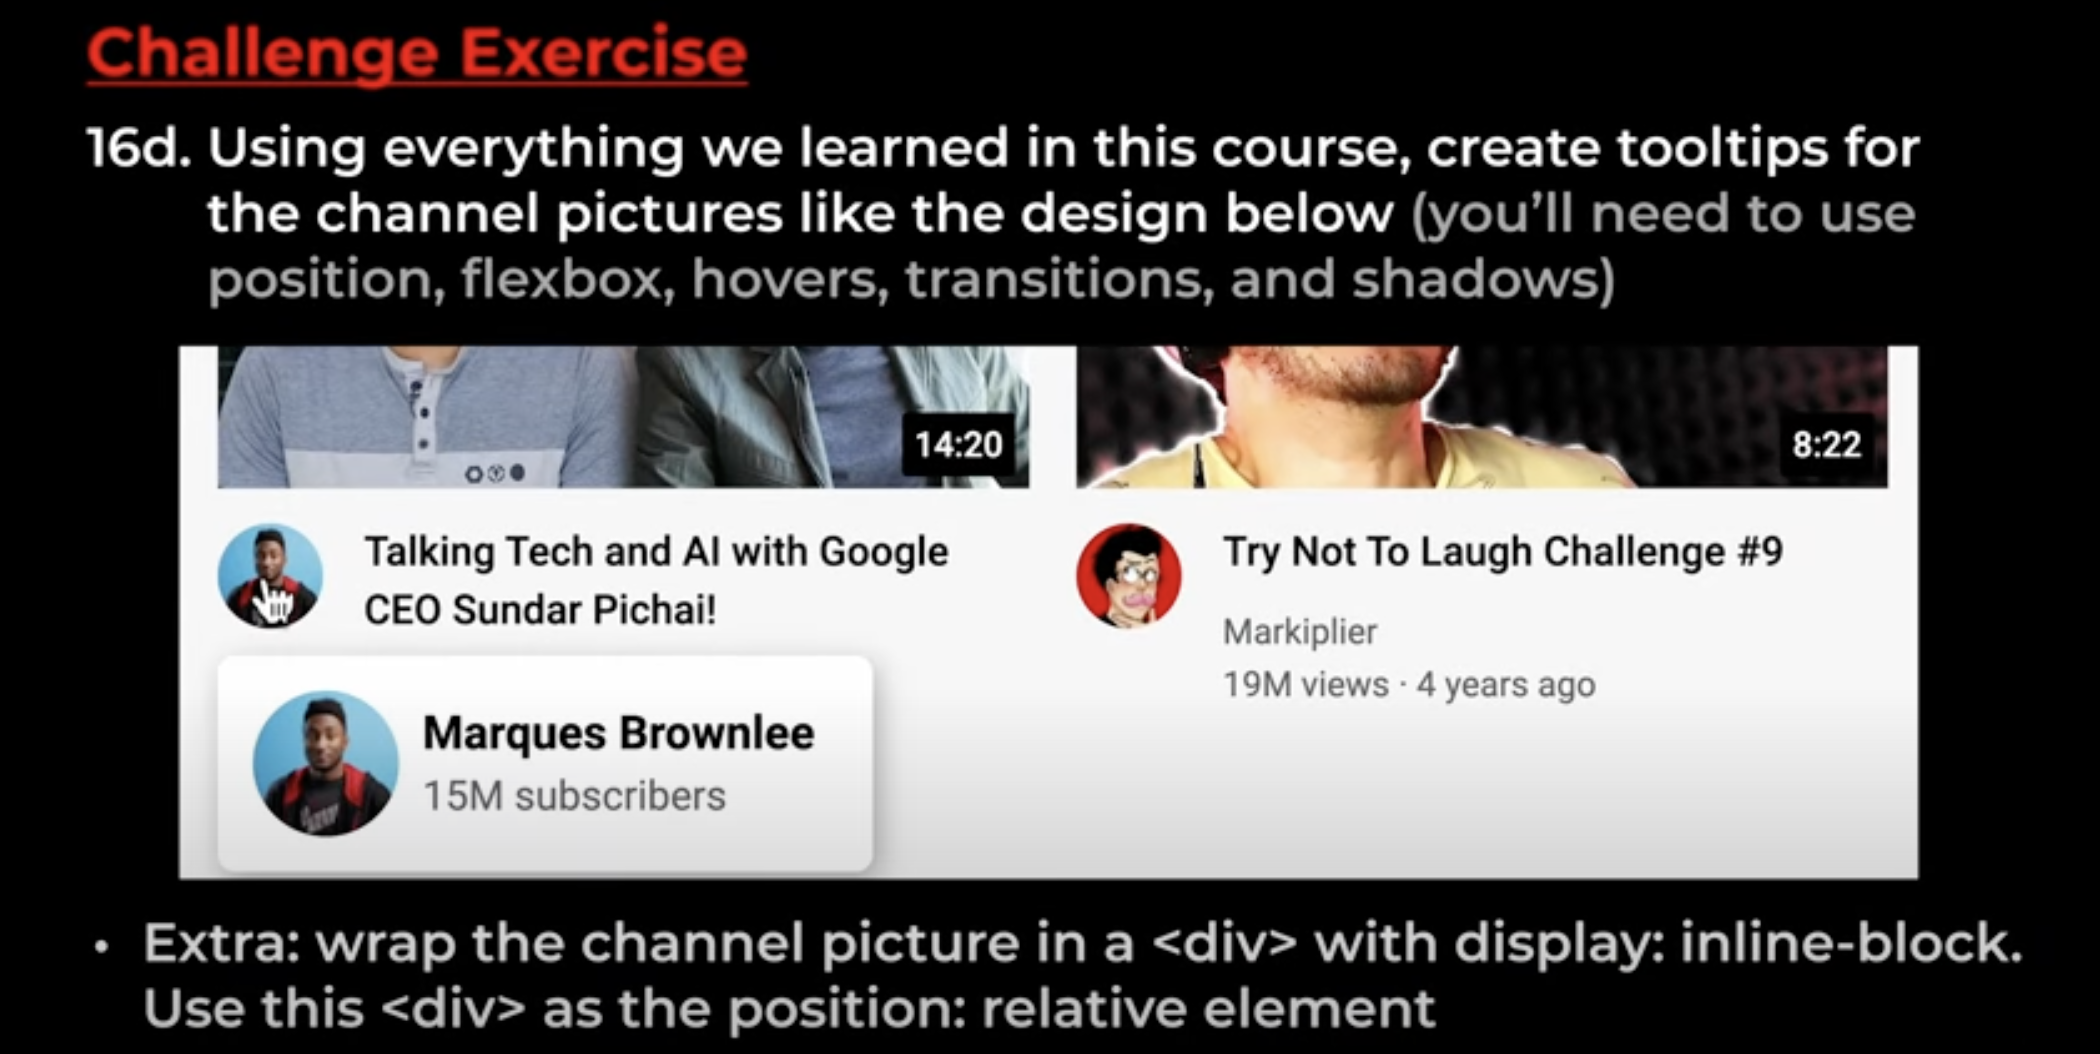 Challenge Exercise
16d. Using everything we learned in this course, create tooltips for
the channel pictures like the design below (you'll need to use
position, flexbox, hovers, transitions, and shadows)
14:20
8:22
Talking Tech and AI with Google
CEO Sundar Pichai!
Try Not To Laugh Challenge #9
Markiplier
19M views · 4 years ago
Marques Brownlee
15M subscribers
• Extra: wrap the channel picture in a <div> with display: inline-block.
Use this <div> as the position: relative element